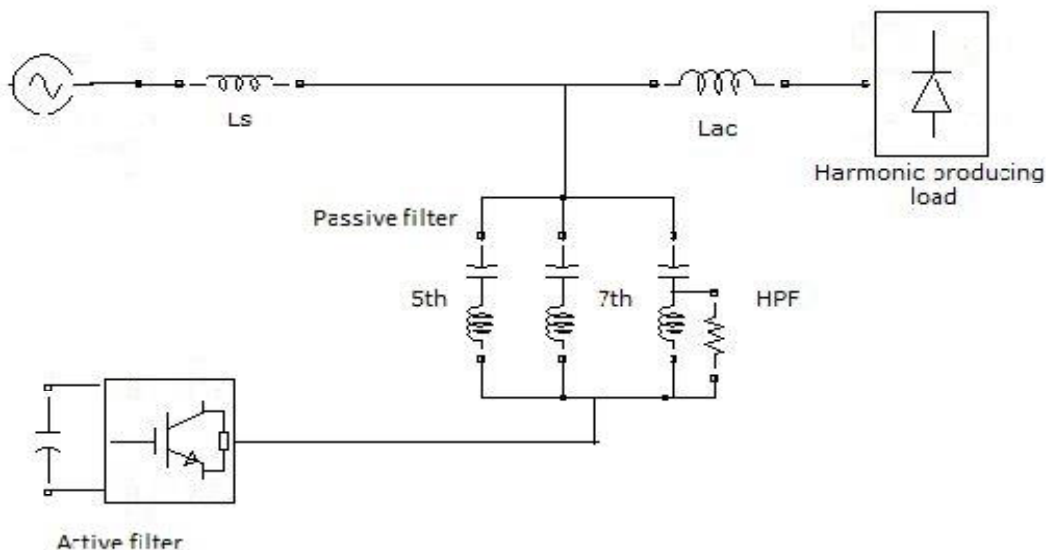 Ls
Lac
Harmonic producing
load
Passive filter
5th
7th
HPF
Active filter